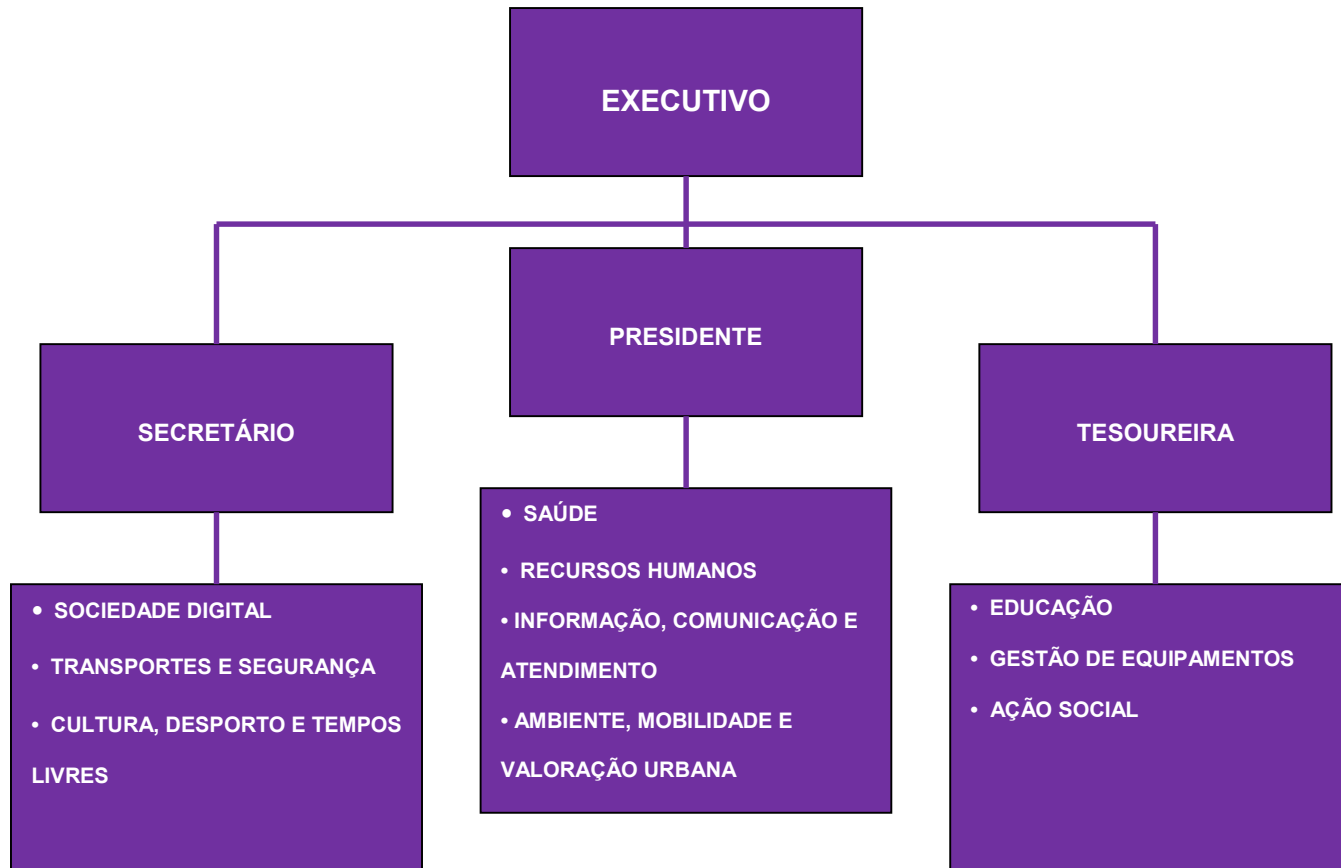 EXECUTIVO
PRESIDENTE
SECRETÁRIO
TESOUREIRA
• SOCIEDADE DIGITAL
• TRANSPORTES E SEGURANÇA
• CULTURA, DESPORTO E TEMPOS
LIVRES
• SAÚDE
• RECURSOS HUMANOS
• INFORMAÇÃO, COMUNICAÇÃO E
ATENDIMENTO
• AMBIENTE, MOBILIDADE E
VALORAÇÃO URBANA
• EDUCAÇÃO
• GESTÃO DE EQUIPAMENTOS
• AÇÃO SOCIAL